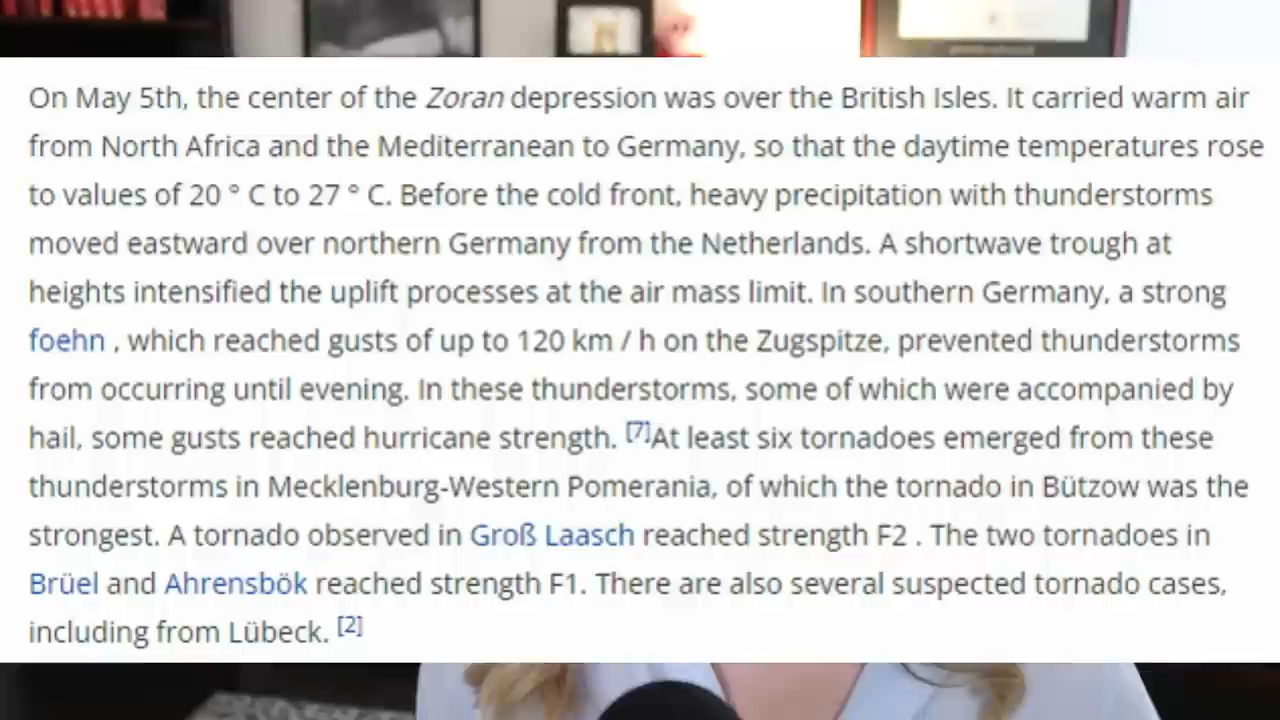 On May 5th, the center of the Zoran depression was over the British Isles. It carried warm air
from North Africa and the Mediterranean to Germany, so that the daytime temperatures rose
to values of 20 ° C to 27 ° C. Before the cold front, heavy precipitation with thunderstorms
moved eastward over northern Germany from the Netherlands. A shortwave trough at
heights intensified the uplift processes at the air mass limit. In southern Germany, a strong
foehn , which reached gusts of up to 120 km / h on the Zugspitze, prevented thunderstorms
from occurring until evening. In these thunderstorms, some of which were accompanied by
hail, some gusts reached hurricane strength. [7]At least six tornadoes emerged from these
thunderstorms in Mecklenburg-Western Pomerania, of which the tornado in Bützow was the
strongest. A tornado observed in Groß Laasch reached strength F2 . The two tornadoes in
Brüel and Ahrensbök reached strength F1. There are also several suspected tornado cases,
including from Lübeck. [2]